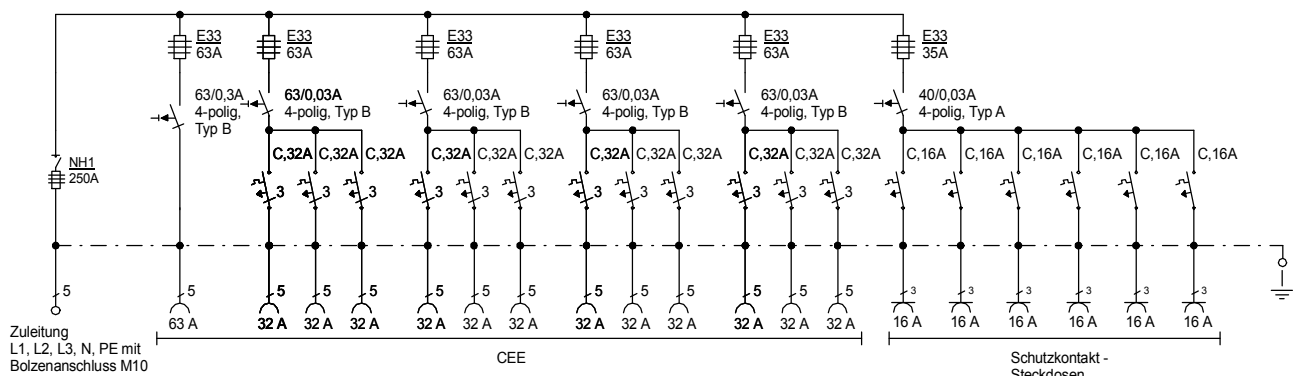 E33 E33 E33 E33 E33 E33
63A 63A 63A 63A 63A 35A
63/0,3A 63/0,03A 63/0,03A 63/0,03A 63/0,03A 40/0,03A
4-polig, 4-polig, Typ B 4-polig, Typ B 4-polig, Typ B 4-polig, Typ B 4-polig, Typ A
Typ B
C,32A C,32A C,32A C,32A C,32A C,32A C,32A C,32A C,32A C,32A C,32A C,32A C,16A C,16A C,16A C,16A C,16A C,16A
NH1
250A
3 3 3 3 3 3 3 3 3 3 3 3
5 5 5 5 5 5 5 5 5 5 5 5 5 5 3 3 3 3 3 3
63 A 32 A 32 A 32 A 32 A 32 A 32 A 32 A 32 A 32 A 32 A 32 A 32 A 16 A 16 A 16 A 16 A 16 A 16 A
Zuleitung
L1, L2, L3, N, PE mit
Bolzenanschluss M10
CEE
Schutzkontakt -
Steckdosen